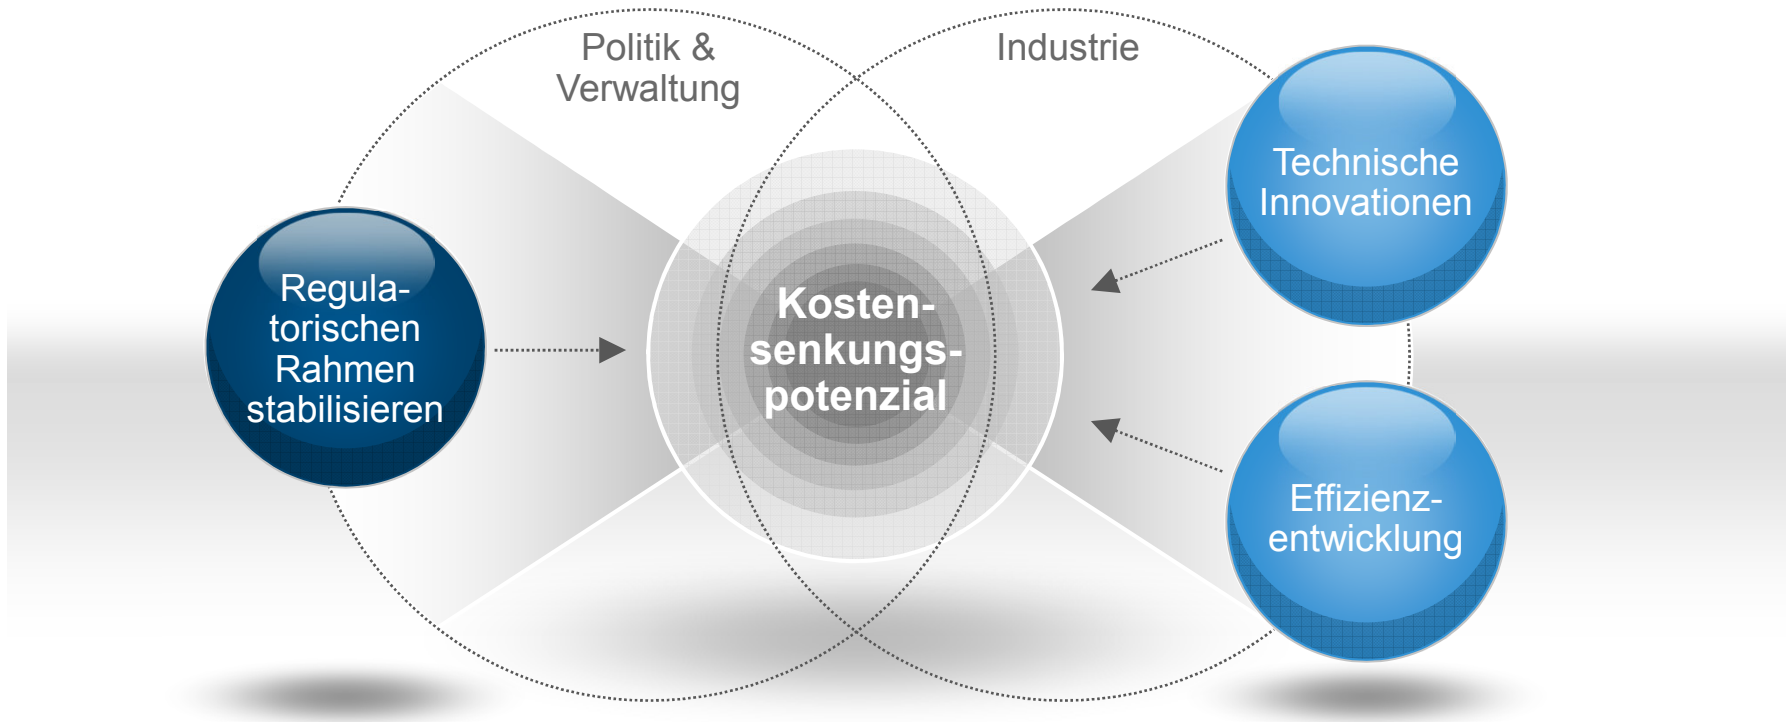 Politik &
Verwaltung
Industrie
Regula-
torischen
Rahmen
stabilisieren
Kosten-
senkungs-
potenzial
Technische
Innovationen
Effizienz-
entwicklung